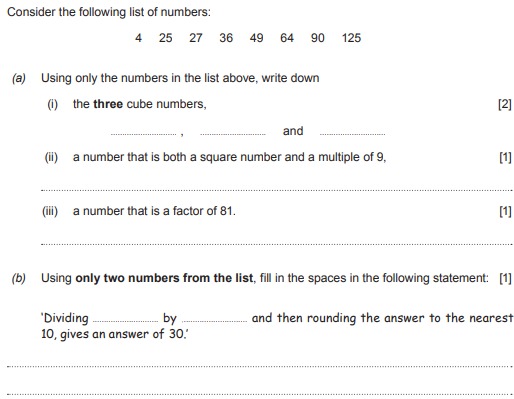 Consider the following list of numbers:
4 25 27 36 49 64 90 125
(a) Using only the numbers in the list above, write down
(i) the three cube numbers, [2]
...................... , ...................... and ......................
(ii) a number that is both a square number and a multiple of 9, [1]
(iii) a number that is a factor of 81. [1]
(b) Using only two numbers from the list, fill in the spaces in the following statement: [1]
'Dividing ...................... by ...................... and then rounding the answer to the nearest
10, gives an answer of 30.'